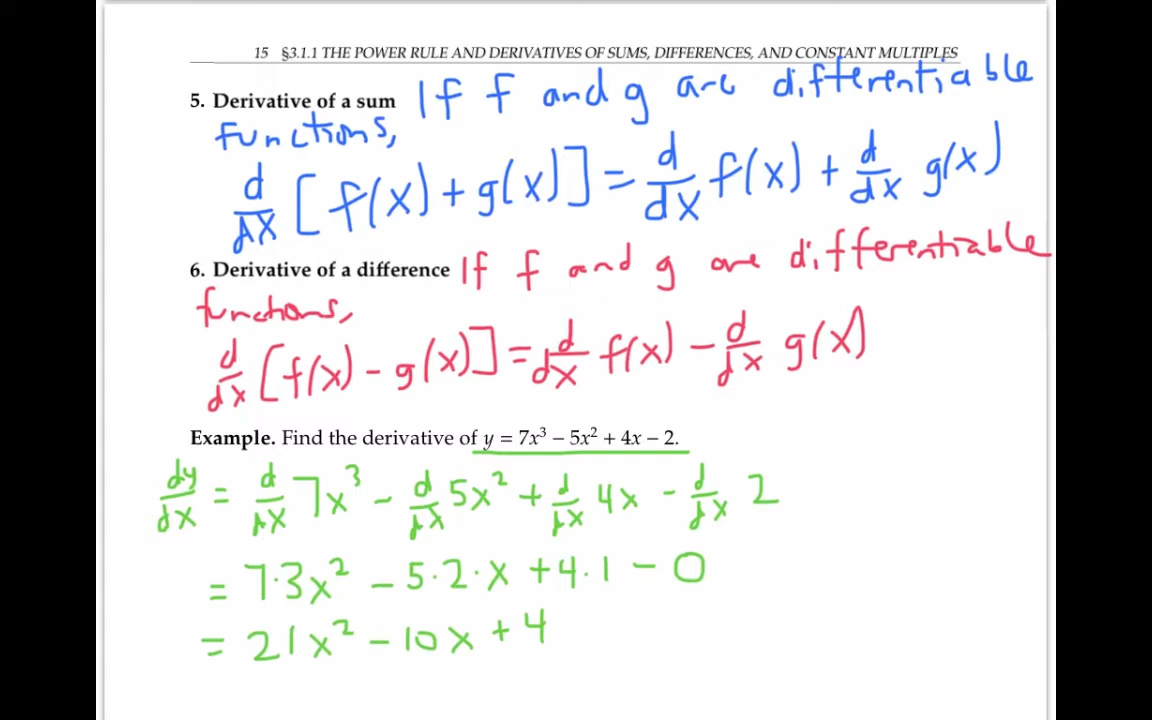 15 §3.1.1 THE POWER RULE AND DERIVATIVES OF SUMS, DIFFERENCES, AND CONSTANT MULTIPLES
5. Derivative of a sum If f and g are differentiable
functions,
d/dx [f(x) + g(x)] = d/dx f(x) + d/dx g(x)
6. Derivative of a difference If f and g are differentiable
functions,
d/dx [f(x) - g(x)] = d/dx f(x) - d/dx g(x)
Example. Find the derivative of y = 7x³ − 5x² + 4x − 2.
dy/dx = d/dx 7x³ - d/dx 5x² + d/dx 4x - d/dx 2
= 7·3x² - 5·2·x + 4·1 - 0
= 21x² - 10x + 4